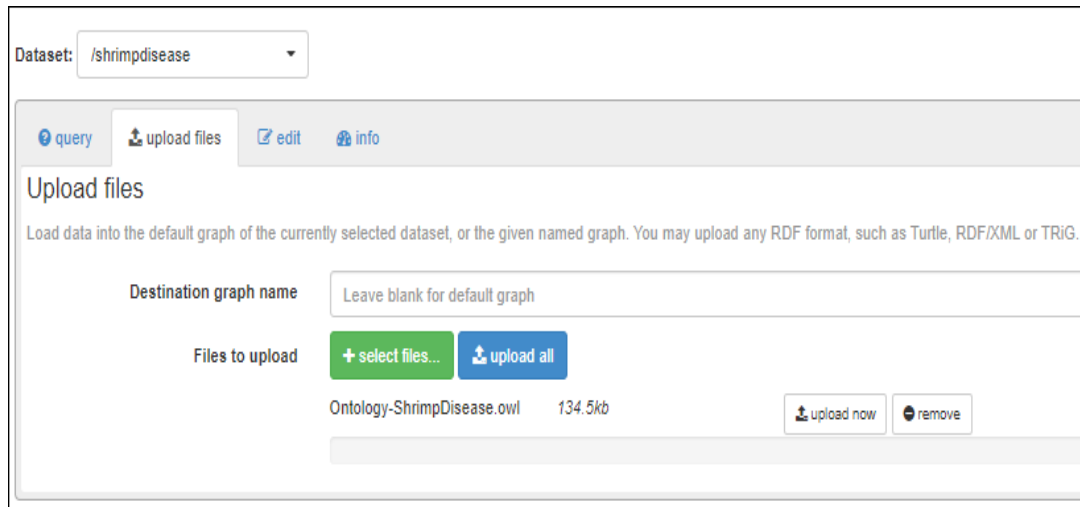 Dataset: /shrimpdisease
query upload files edit info
Upload files
Load data into the default graph of the currently selected dataset, or the given named graph. You may upload any RDF format, such as Turtle, RDF/XML or TRiG.
Destination graph name Leave blank for default graph
Files to upload + select files... upload all
Ontology-ShrimpDisease.owl 134.5kb upload now remove